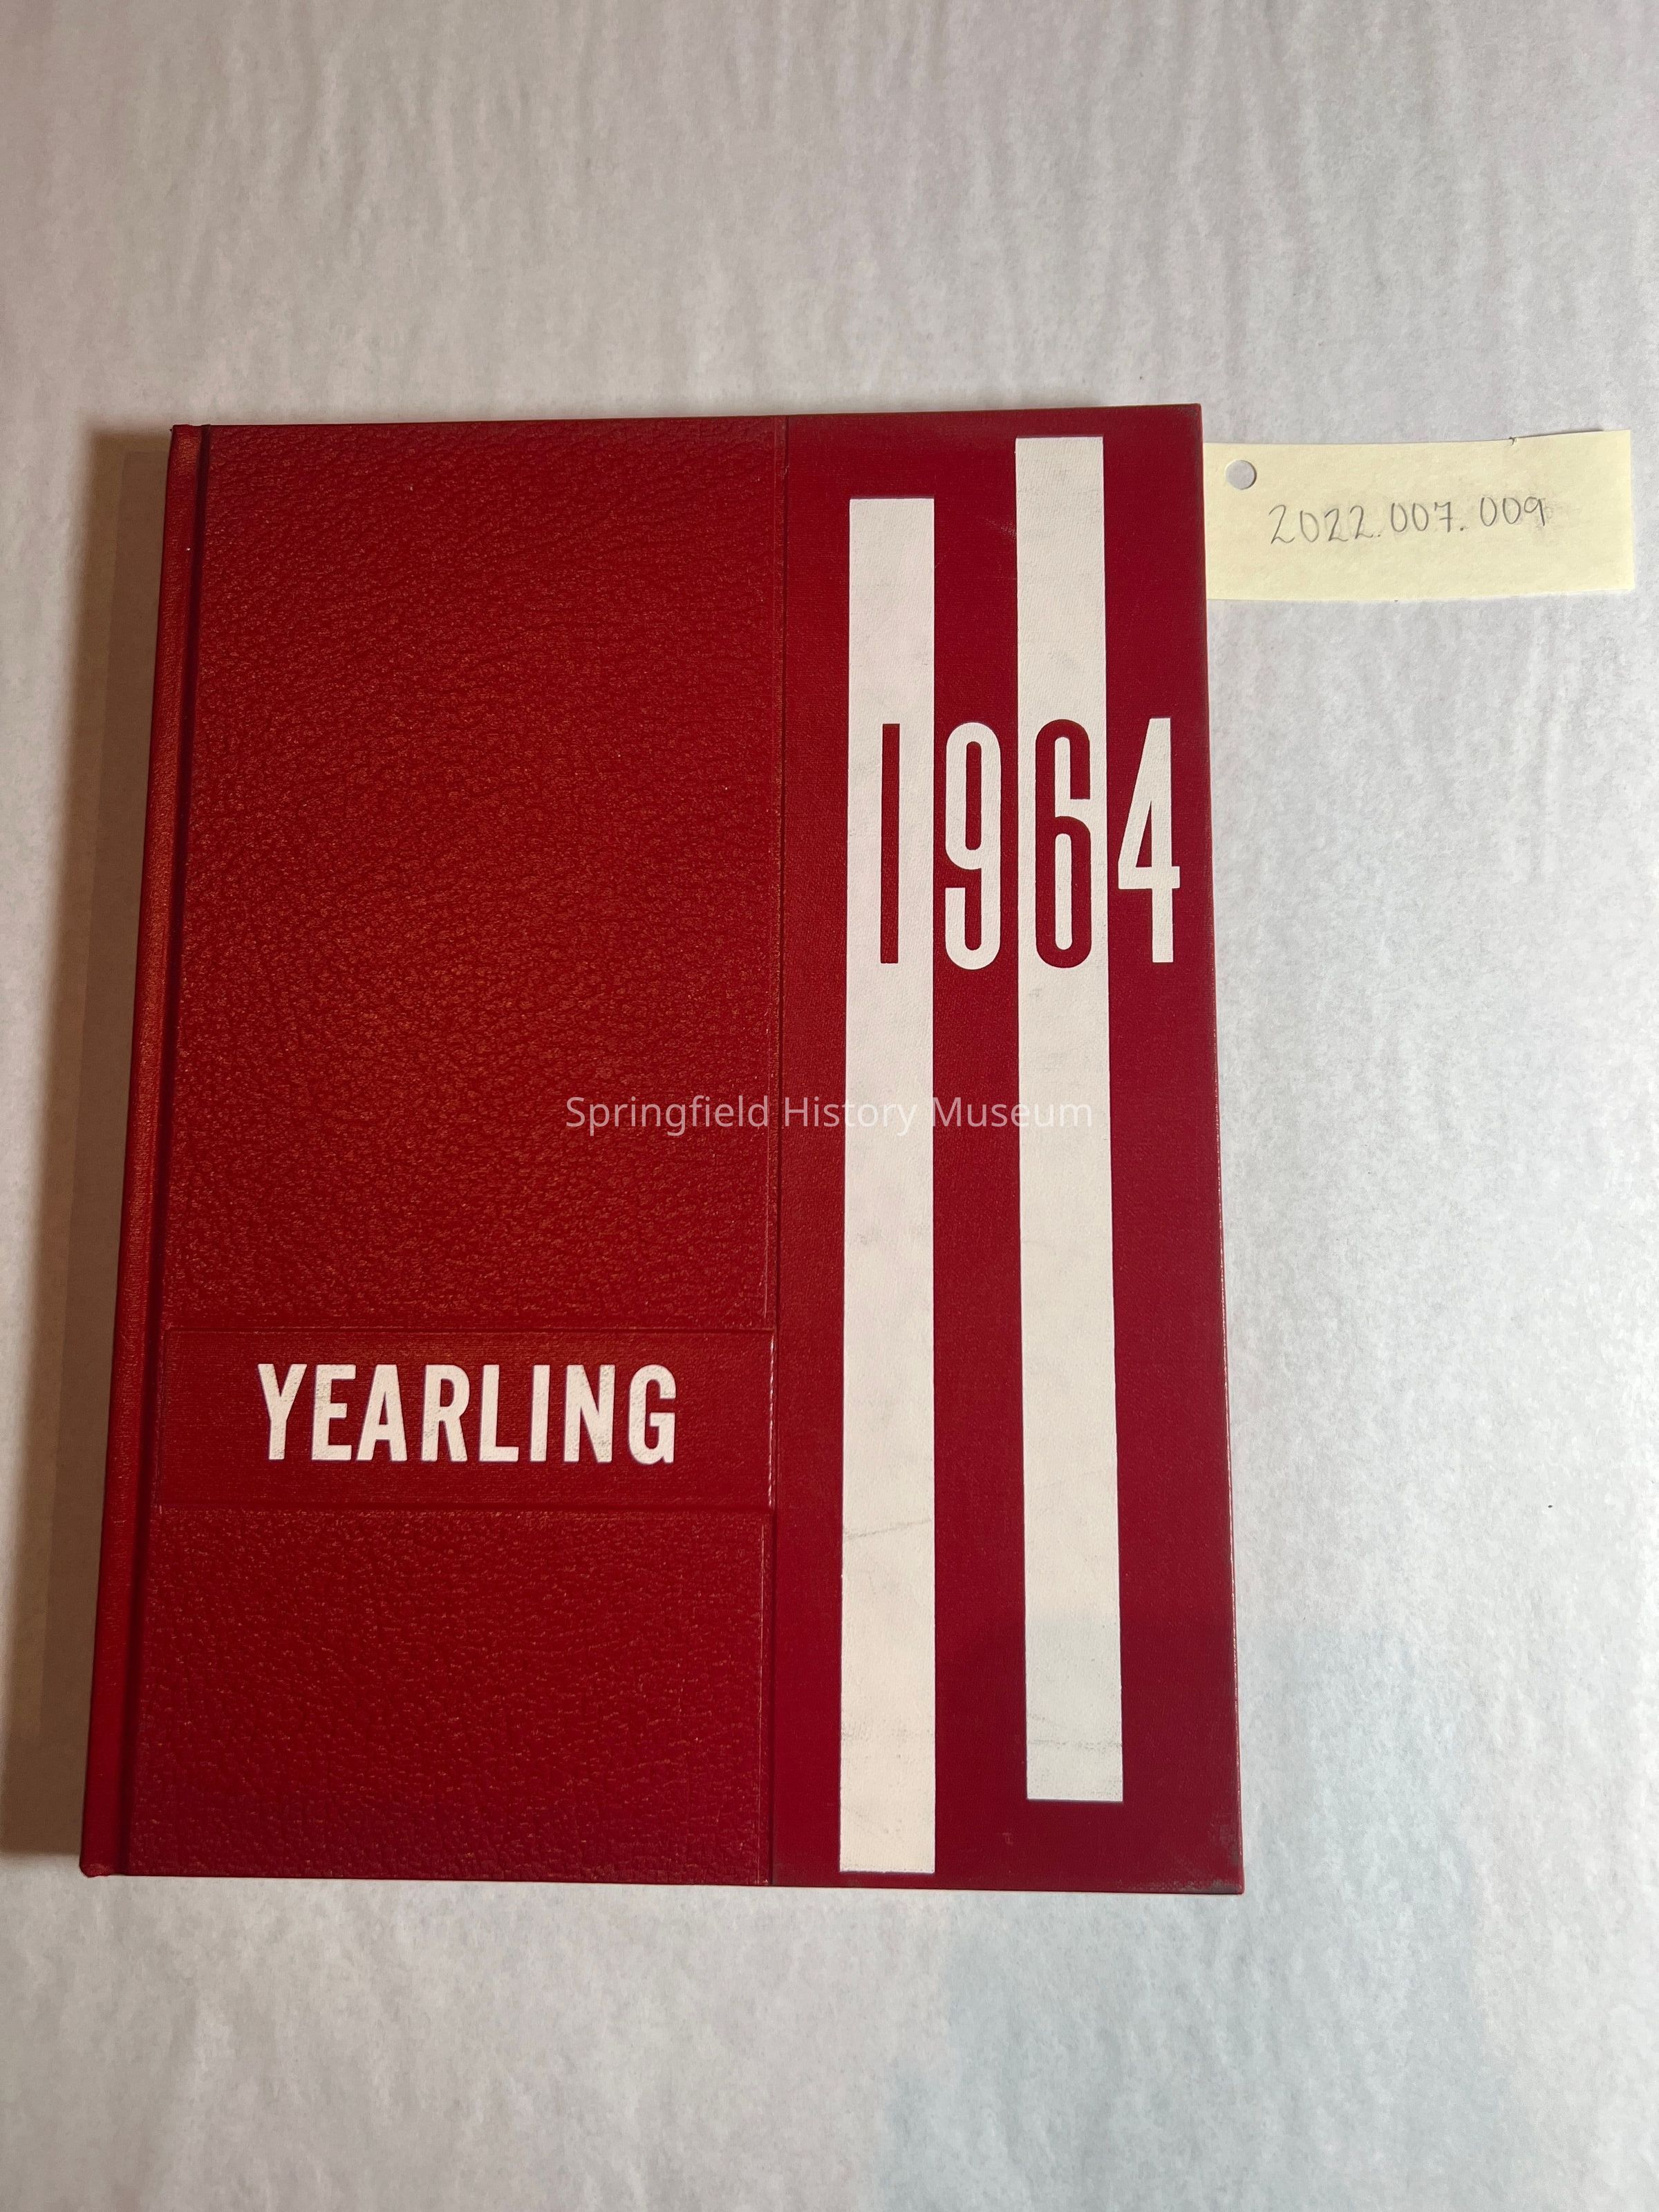 2022.007.009
1964
Springfield History Museum
YEARLING